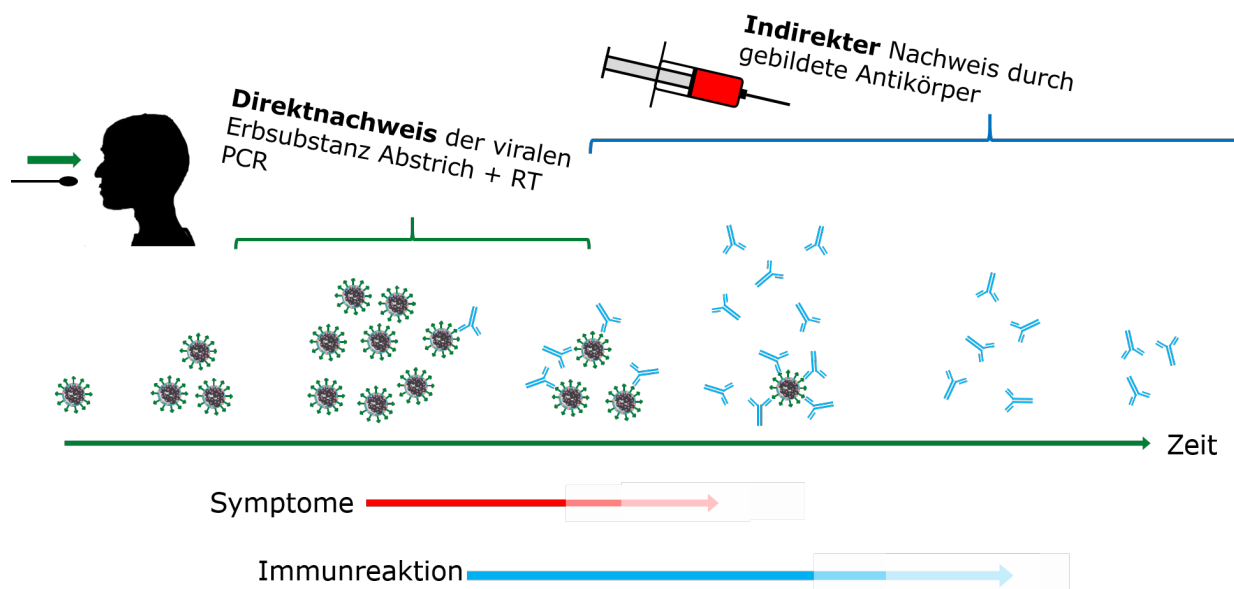 Indirekter Nachweis durch
gebildete Antikörper
Direktnachweis der viralen
Erbsubstanz Abstrich + RT
PCR
Zeit
Symptome
Immunreaktion